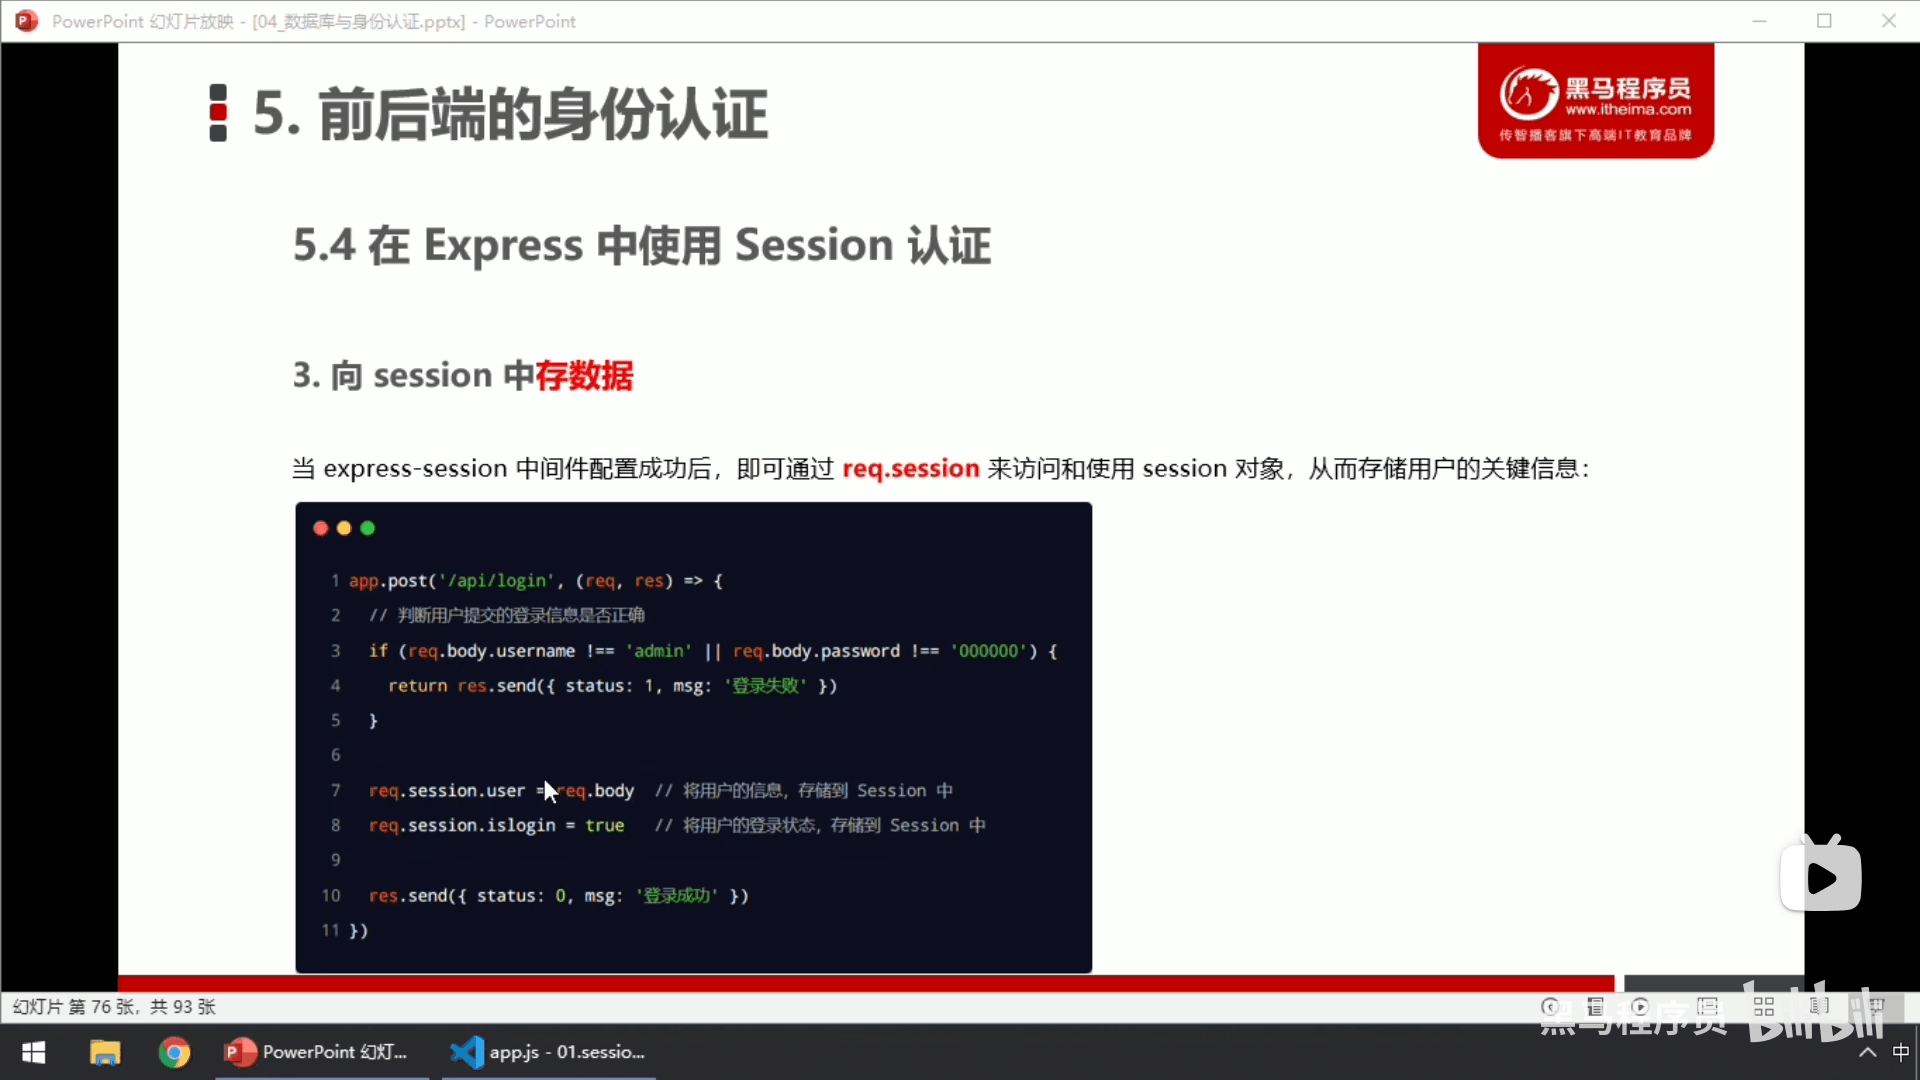 PowerPoint 幻灯片放映 - [04_数据库与身份认证.pptx] - PowerPoint
5. 前后端的身份认证
黑马程序员
www.itheima.com
传智播客旗下高端IT教育品牌
5.4 在 Express 中使用 Session 认证
3. 向 session 中存数据
当 express-session 中间件配置成功后，即可通过 req.session 来访问和使用 session 对象，从而存储用户的关键信息：
1 app.post('/api/login', (req, res) => {
2 // 判断用户提交的登录信息是否正确
3 if (req.body.username !== 'admin' || req.body.password !== '000000') {
4 return res.send({ status: 1, msg: '登录失败' })
5 }
6
7 req.session.user = req.body // 将用户的信息，存储到 Session 中
8 req.session.islogin = true // 将用户的登录状态，存储到 Session 中
9
10 res.send({ status: 0, msg: '登录成功' })
11 })
幻灯片 第 76 张，共 93 张
黑马程序员 bilibili
PowerPoint 幻灯...
app.js - 01.sessio...
中